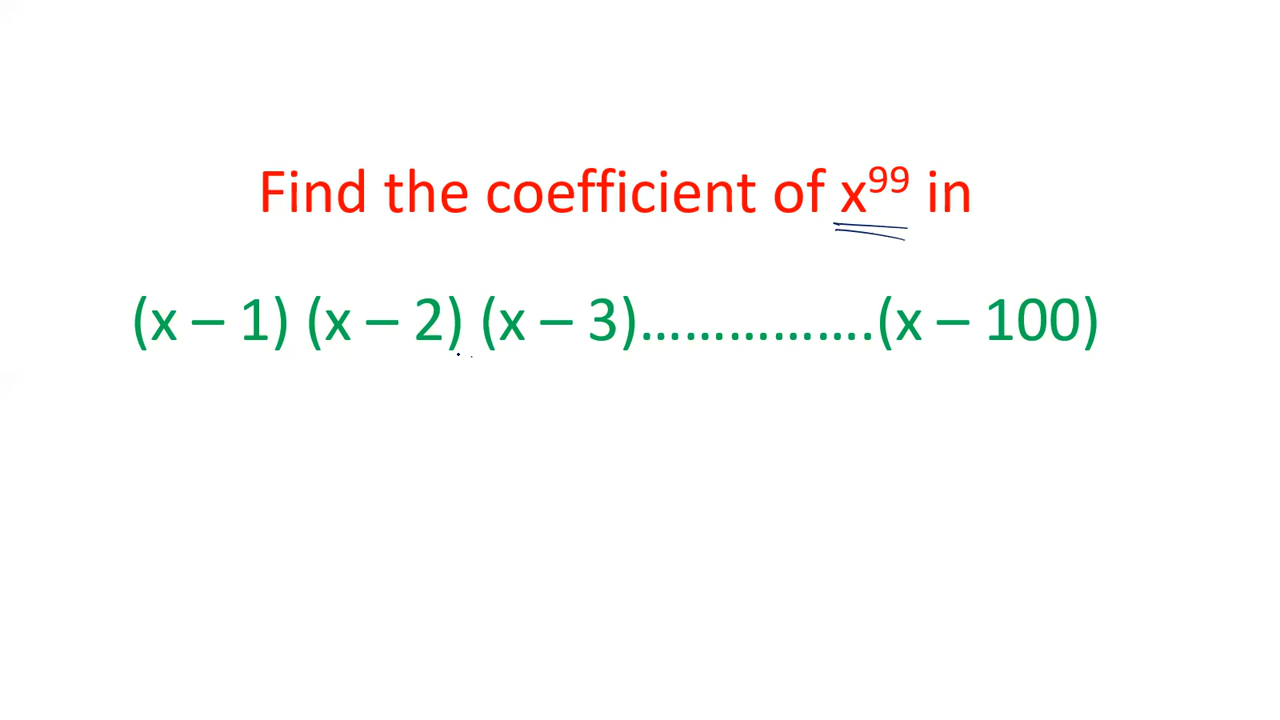 Find the coefficient of x⁹⁹ in
(x – 1) (x – 2) (x – 3)…………….(x – 100)